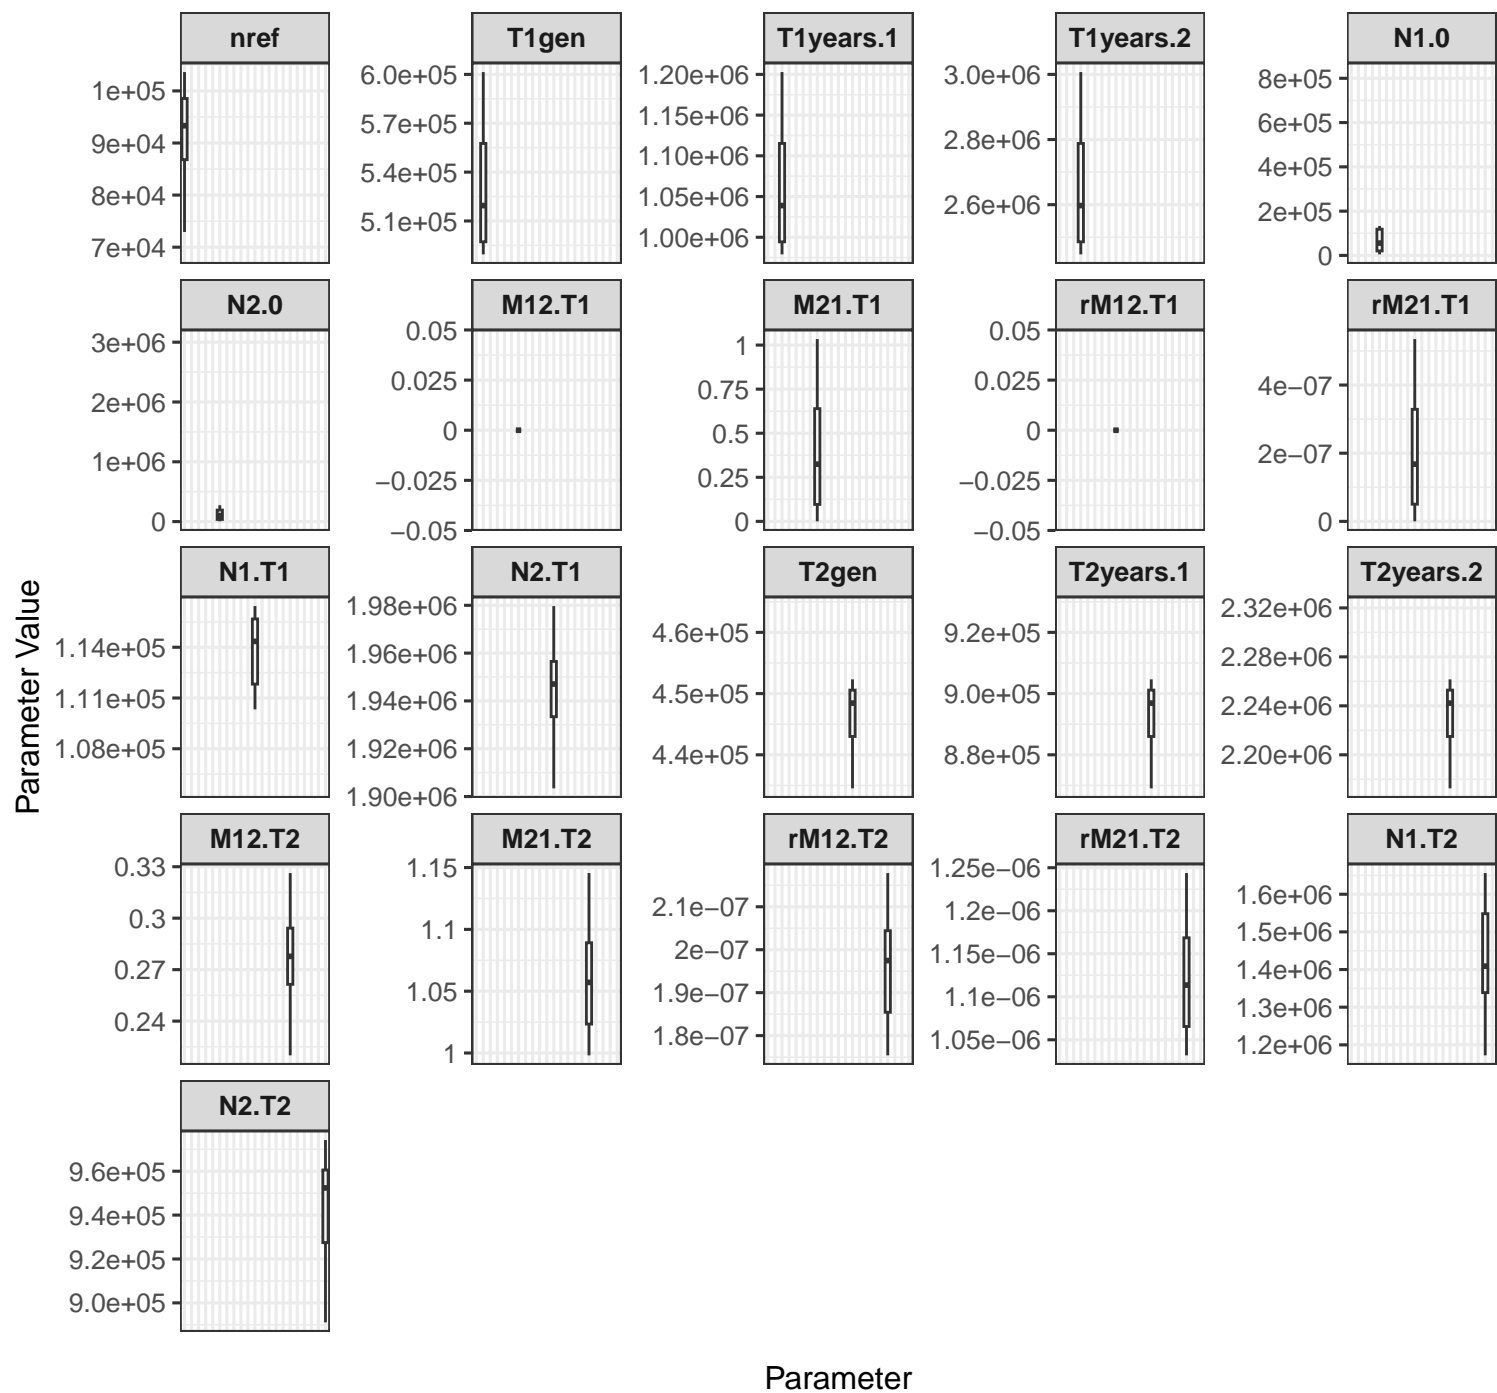 nref
T1gen
T1years.1
T1years.2
N1.0
1e+05
9e+04
8e+04
7e+04
6.0e+05
5.7e+05
5.4e+05
5.1e+05
1.20e+06
1.15e+06
1.10e+06
1.05e+06
1.00e+06
3.0e+06
2.8e+06
2.6e+06
8e+05
6e+05
4e+05
2e+05
0
N2.0
M12.T1
M21.T1
rM12.T1
rM21.T1
3e+06
2e+06
1e+06
0
0.05
0.025
0
−0.025
−0.05
1
0.75
0.5
0.25
0
0.05
0.025
0
−0.025
−0.05
4e−07
2e−07
0
N1.T1
N2.T1
T2gen
T2years.1
T2years.2
1.14e+05
1.11e+05
1.08e+05
1.98e+06
1.96e+06
1.94e+06
1.92e+06
1.90e+06
4.6e+05
4.5e+05
4.4e+05
9.2e+05
9.0e+05
8.8e+05
2.32e+06
2.28e+06
2.24e+06
2.20e+06
M12.T2
M21.T2
rM12.T2
rM21.T2
N1.T2
0.33
0.3
0.27
0.24
1.15
1.1
1.05
1
2.1e−07
2e−07
1.9e−07
1.8e−07
1.25e−06
1.2e−06
1.15e−06
1.1e−06
1.05e−06
1.6e+06
1.5e+06
1.4e+06
1.3e+06
1.2e+06
N2.T2
9.6e+05
9.4e+05
9.2e+05
9.0e+05
Parameter Value
Parameter